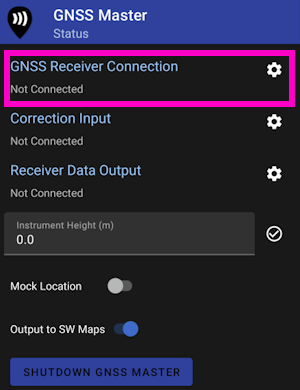 GNSS Master
Status
GNSS Receiver Connection
Not Connected
Correction Input
Not Connected
Receiver Data Output
Not Connected
Instrument Height (m)
0.0
Mock Location
Output to SW Maps
SHUTDOWN GNSS MASTER